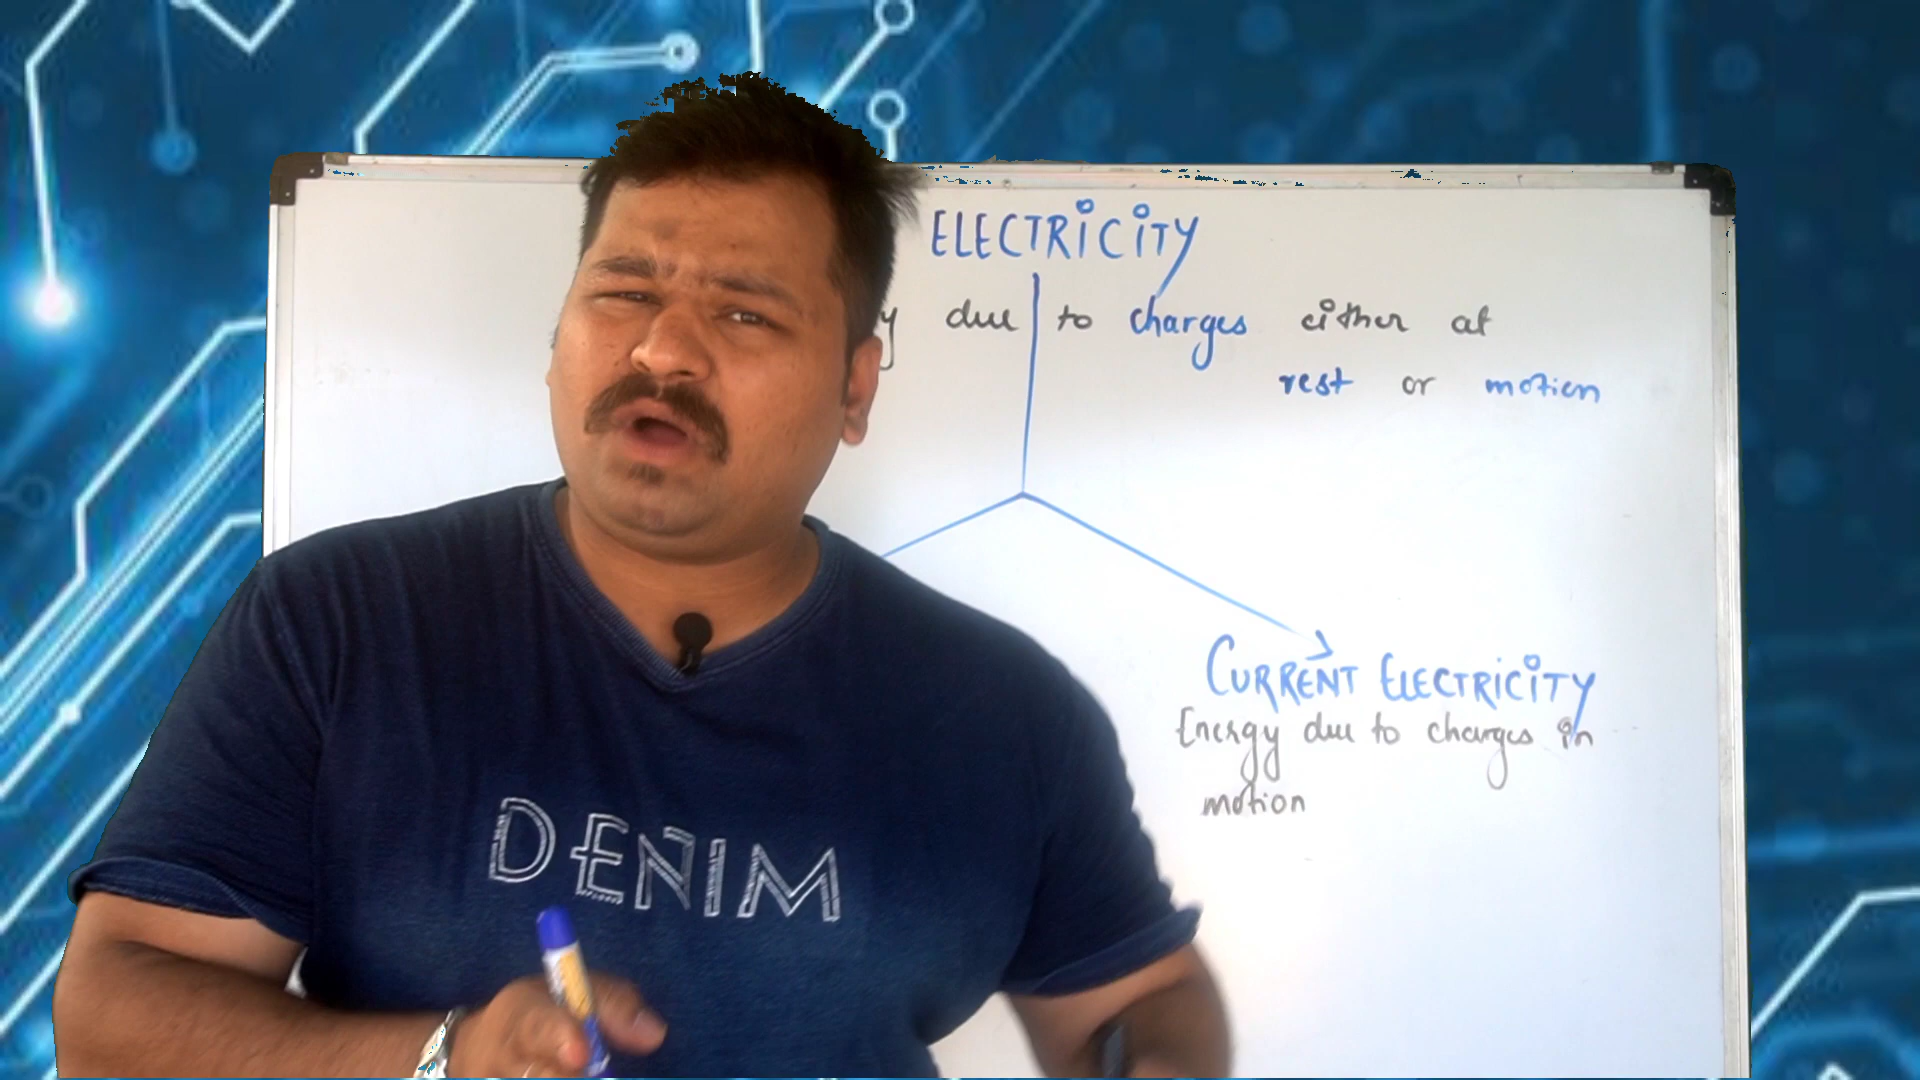 ELECTRICITY
due to charges either at
rest or motion
CURRENT ELECTRICITY
Energy due to charges in
motion
DENIM